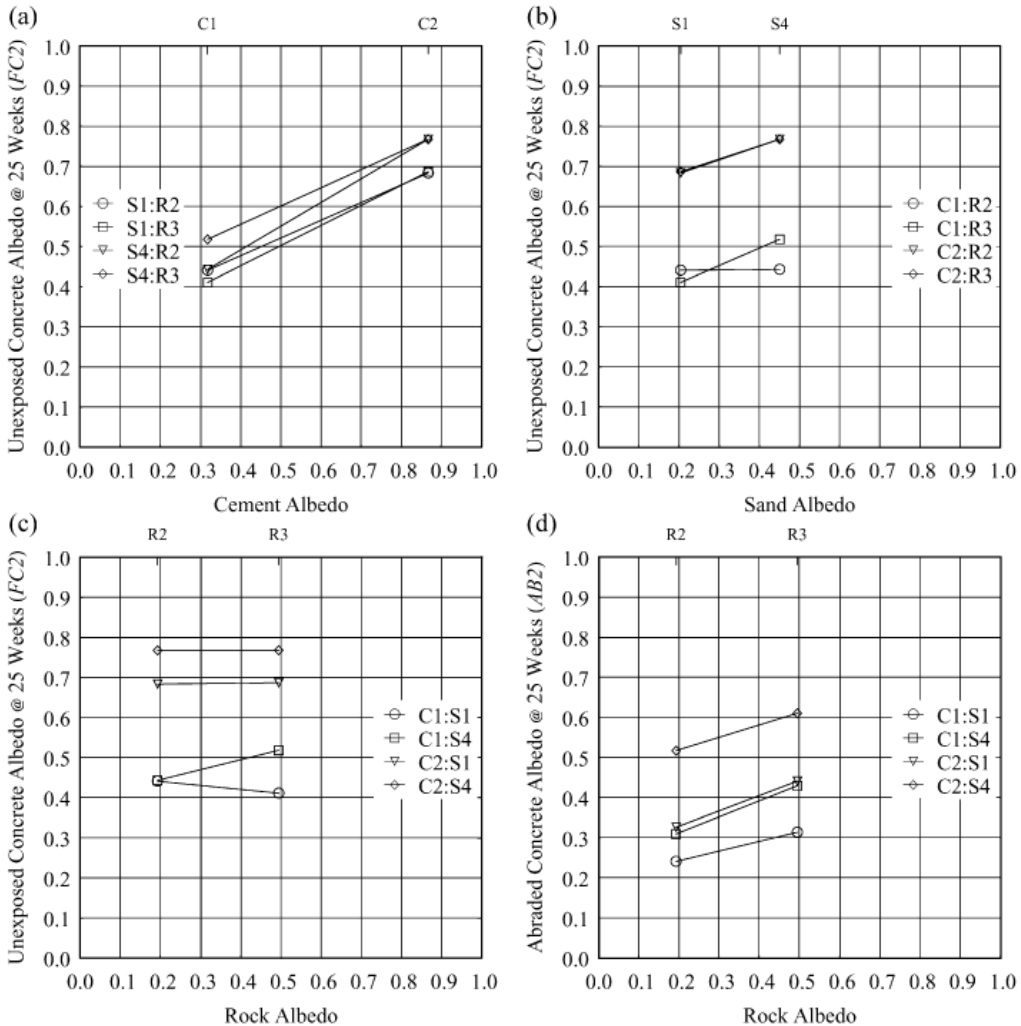 (a)
C1 C2
Unexposed Concrete Albedo @ 25 Weeks (FC2)
1.0
0.9
0.8
0.7
0.6
0.5
0.4
0.3
0.2
0.1
0.0
S1:R2
S1:R3
S4:R2
S4:R3
0.0 0.1 0.2 0.3 0.4 0.5 0.6 0.7 0.8 0.9 1.0
Cement Albedo
(b)
S1 S4
Unexposed Concrete Albedo @ 25 Weeks (FC2)
1.0
0.9
0.8
0.7
0.6
0.5
0.4
0.3
0.2
0.1
0.0
C1:R2
C1:R3
C2:R2
C2:R3
0.0 0.1 0.2 0.3 0.4 0.5 0.6 0.7 0.8 0.9 1.0
Sand Albedo
(c)
R2 R3
Unexposed Concrete Albedo @ 25 Weeks (FC2)
1.0
0.9
0.8
0.7
0.6
0.5
0.4
0.3
0.2
0.1
0.0
C1:S1
C1:S4
C2:S1
C2:S4
0.0 0.1 0.2 0.3 0.4 0.5 0.6 0.7 0.8 0.9 1.0
Rock Albedo
(d)
R2 R3
Abraded Concrete Albedo @ 25 Weeks (AB2)
1.0
0.9
0.8
0.7
0.6
0.5
0.4
0.3
0.2
0.1
0.0
C1:S1
C1:S4
C2:S1
C2:S4
0.0 0.1 0.2 0.3 0.4 0.5 0.6 0.7 0.8 0.9 1.0
Rock Albedo